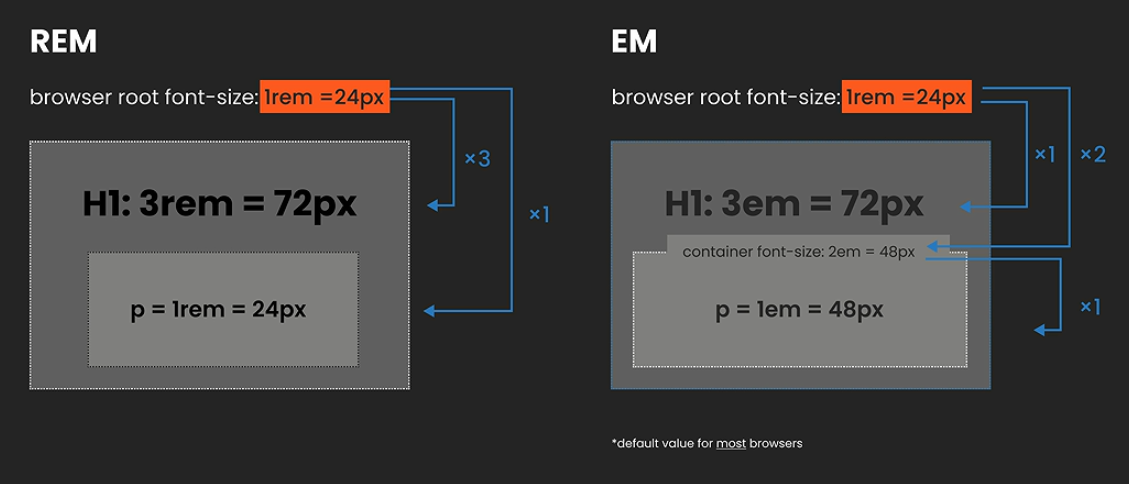 REM
browser root font-size: 1rem =24px
×3
H1: 3rem = 72px
×1
p = 1rem = 24px
EM
browser root font-size: 1rem =24px
×1 ×2
H1: 3em = 72px
container font-size: 2em = 48px
p = 1em = 48px
×1
*default value for most browsers